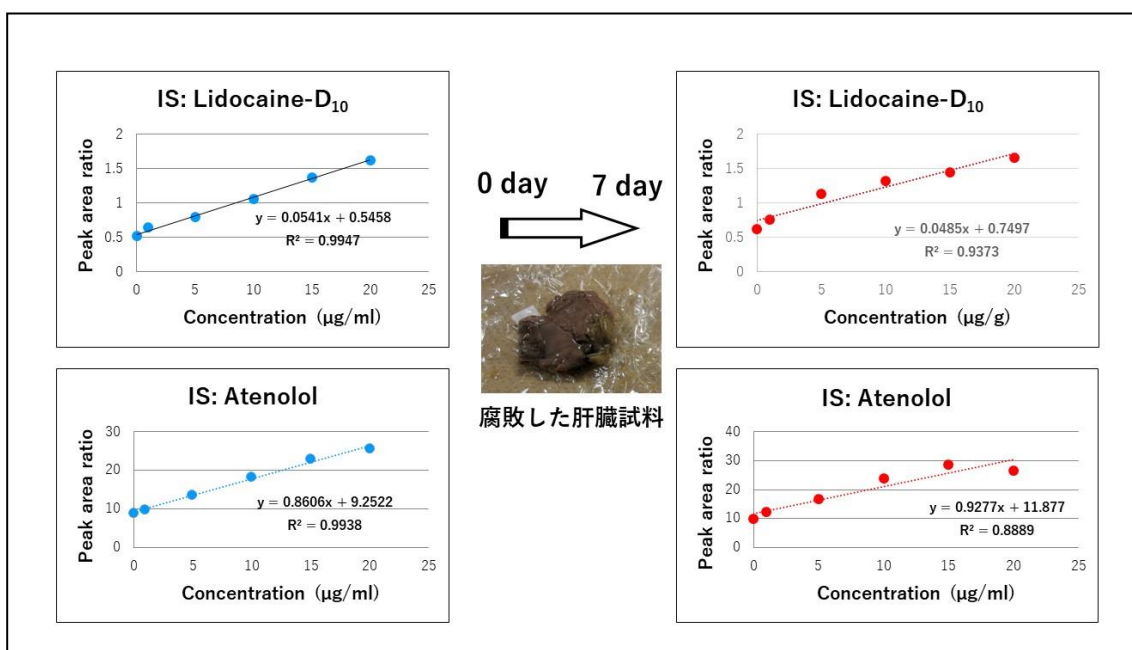 IS: Lidocaine-D₁₀
Peak area ratio
2
1.5
1
0.5
0
y = 0.0541x + 0.5458
R² = 0.9947
0 5 10 15 20 25
Concentration (μg/ml)
0 day 7 day
腐敗した肝臓試料
IS: Lidocaine-D₁₀
Peak area ratio
2
1.5
1
0.5
0
y = 0.0485x + 0.7497
R² = 0.9373
0 5 10 15 20 25
Concentration (μg/g)
IS: Atenolol
Peak area ratio
30
20
10
0
y = 0.8606x + 9.2522
R² = 0.9938
0 5 10 15 20 25
Concentration (μg/ml)
IS: Atenolol
Peak area ratio
40
30
20
10
0
y = 0.9277x + 11.877
R² = 0.8889
0 5 10 15 20 25
Concentration (μg/ml)